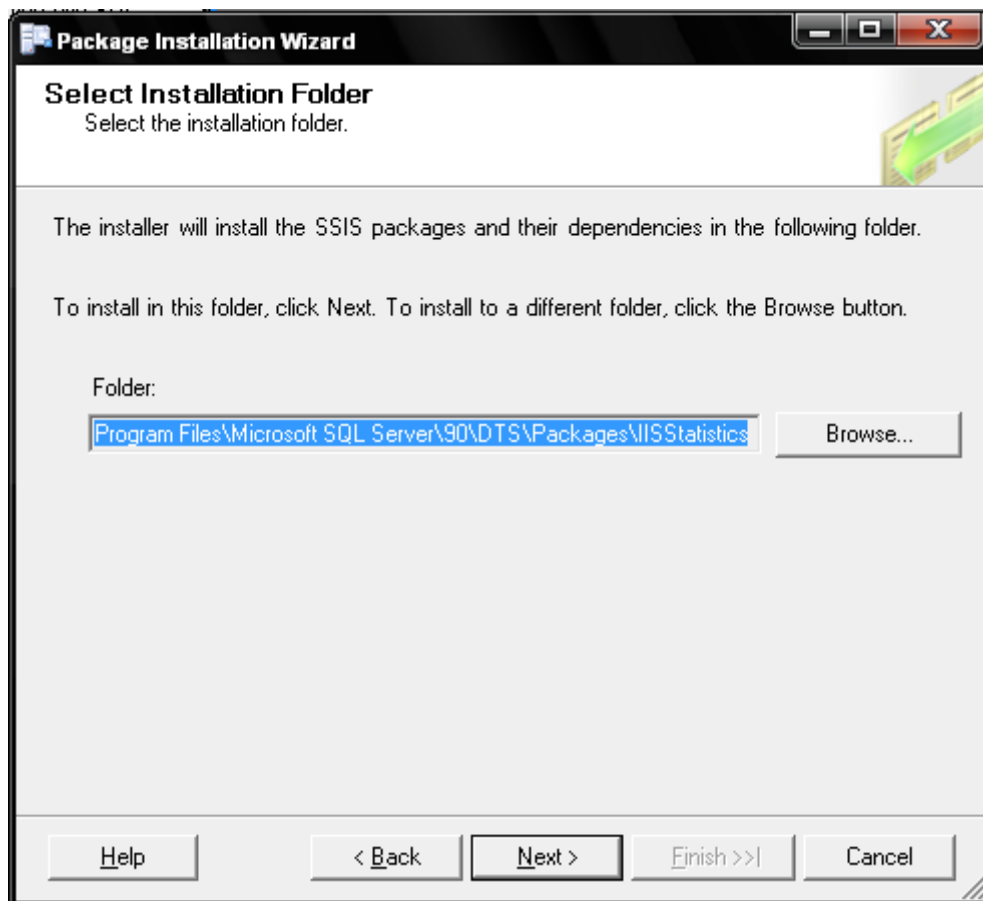 Package Installation Wizard
Select Installation Folder
Select the installation folder.
The installer will install the SSIS packages and their dependencies in the following folder.
To install in this folder, click Next. To install to a different folder, click the Browse button.
Folder:
Program Files\Microsoft SQL Server\90\DTS\Packages\IISStatistics
Browse...
Help
< Back
Next >
Finish >>|
Cancel